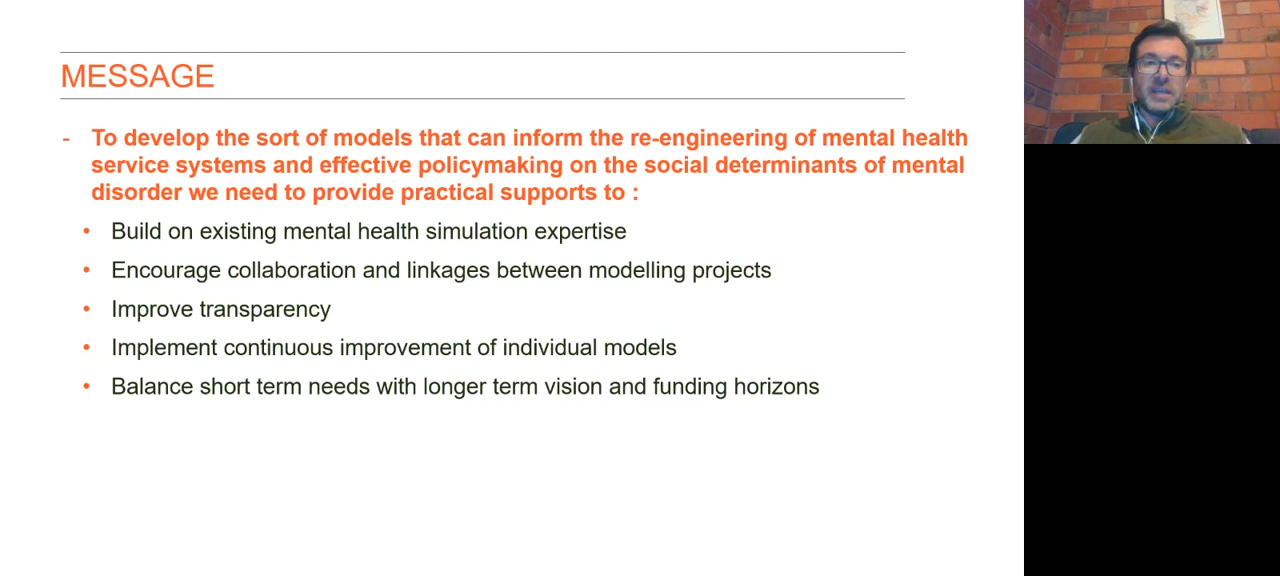 MESSAGE
- To develop the sort of models that can inform the re-engineering of mental health
service systems and effective policymaking on the social determinants of mental
disorder we need to provide practical supports to :
• Build on existing mental health simulation expertise
• Encourage collaboration and linkages between modelling projects
• Improve transparency
• Implement continuous improvement of individual models
• Balance short term needs with longer term vision and funding horizons